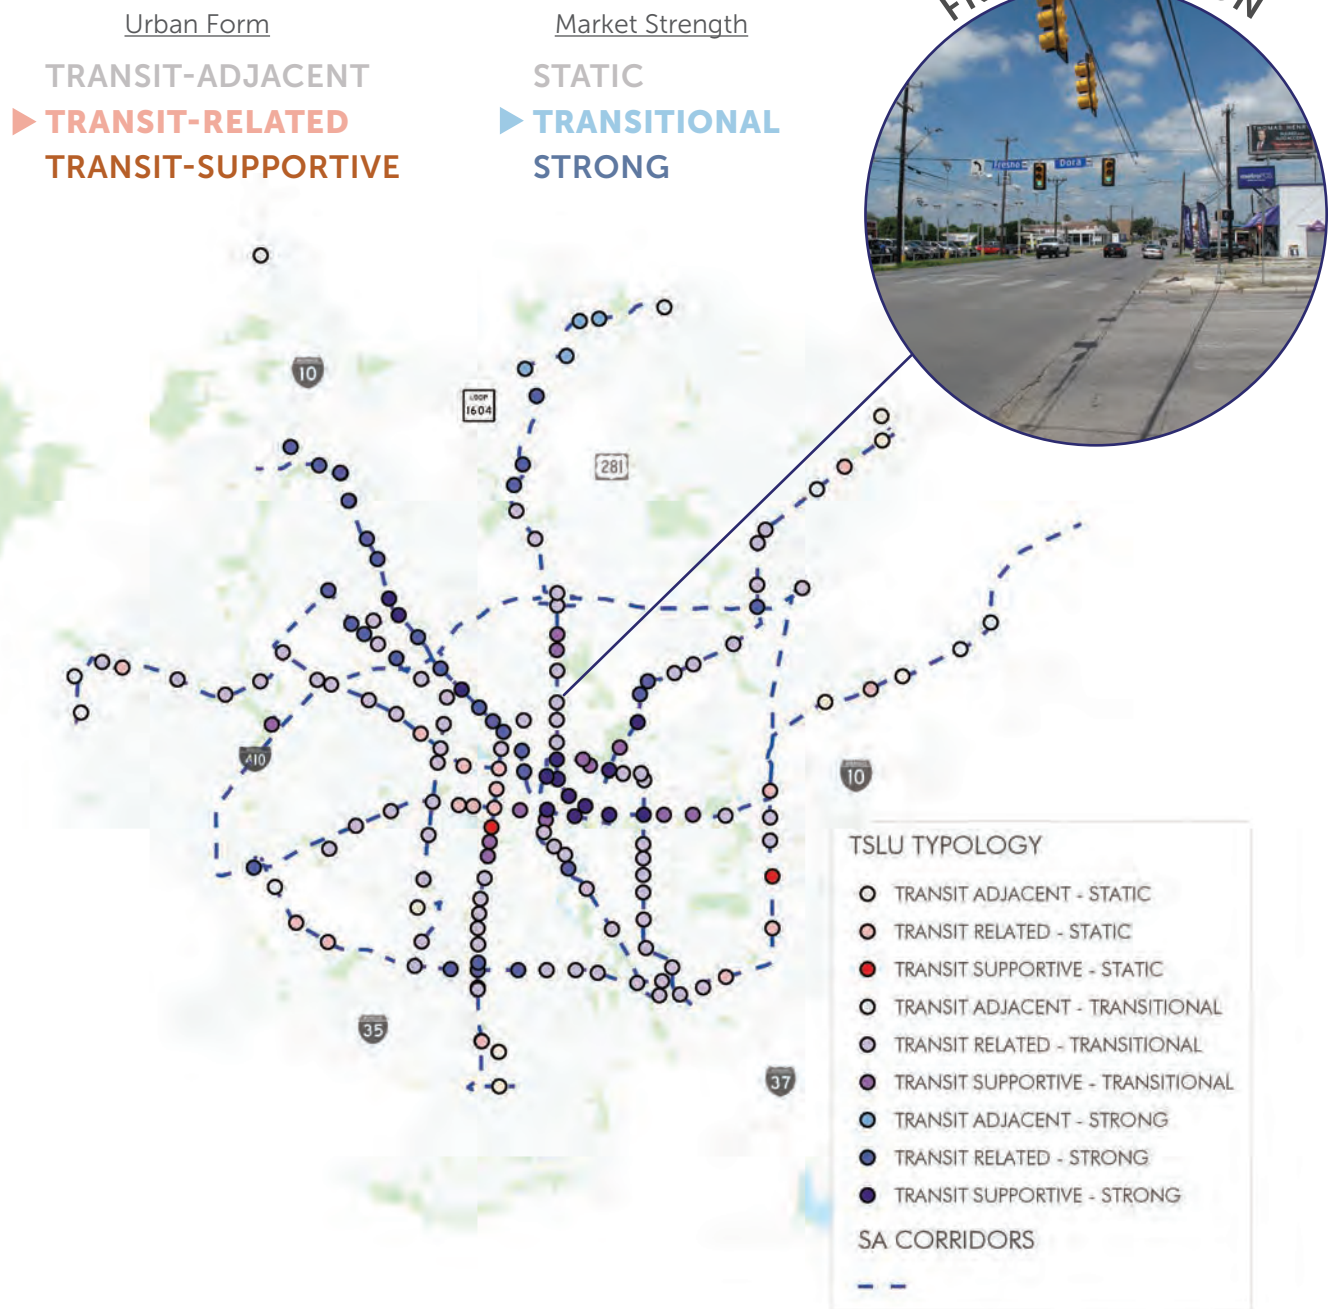 Urban Form
Market Strength
TRANSIT-ADJACENT
TRANSIT-RELATED
TRANSIT-SUPPORTIVE
STATIC
TRANSITIONAL
STRONG
Fresno
Dora
THOMAS
metroPCS
10
LOOP
1604
281
410
10
35
37
TSLU TYPOLOGY
TRANSIT ADJACENT - STATIC
TRANSIT RELATED - STATIC
TRANSIT SUPPORTIVE - STATIC
TRANSIT ADJACENT - TRANSITIONAL
TRANSIT RELATED - TRANSITIONAL
TRANSIT SUPPORTIVE - TRANSITIONAL
TRANSIT ADJACENT - STRONG
TRANSIT RELATED - STRONG
TRANSIT SUPPORTIVE - STRONG
SA CORRIDORS